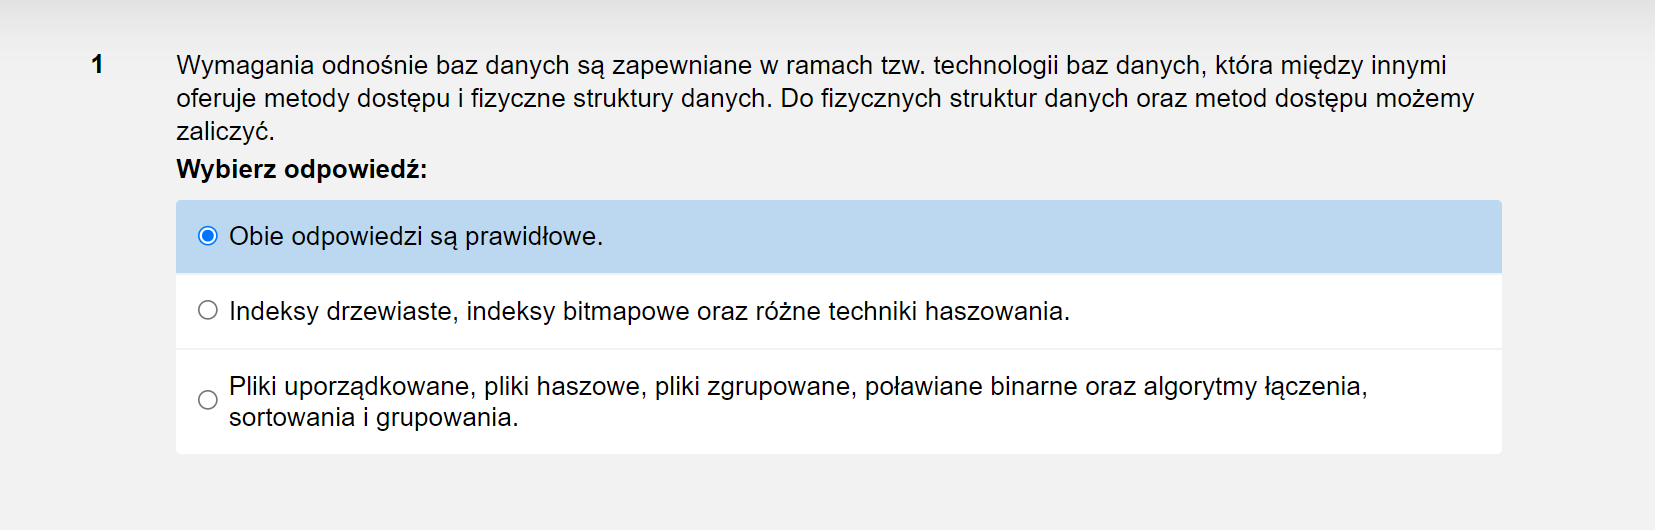 1
Wymagania odnośnie baz danych są zapewniane w ramach tzw. technologii baz danych, która między innymi
oferuje metody dostępu i fizyczne struktury danych. Do fizycznych struktur danych oraz metod dostępu możemy
zaliczyć.
Wybierz odpowiedź:
Obie odpowiedzi są prawidłowe.
Indeksy drzewiaste, indeksy bitmapowe oraz różne techniki haszowania.
Pliki uporządkowane, pliki haszowe, pliki zgrupowane, poławiane binarne oraz algorytmy łączenia,
sortowania i grupowania.